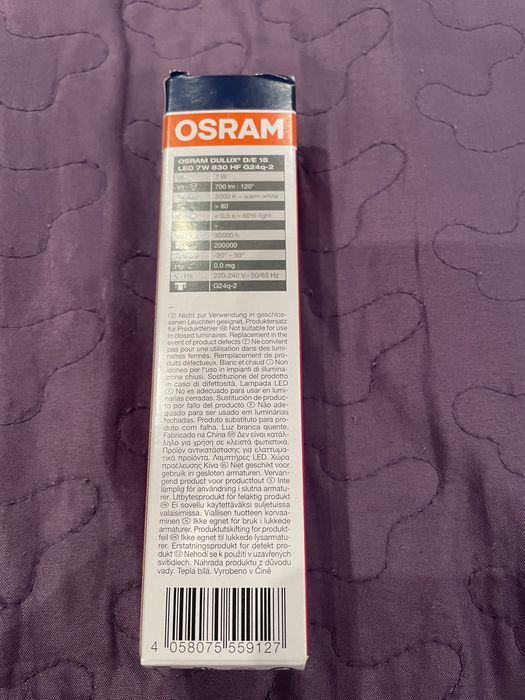 OSRAM
OSRAM DULUX® D/E 18
LED 7W 830 HF G24q-2
W 7 W
lm - 700 lm - 120°
3000 K = warm white
> 80
< 0,5 s = 60% light
–
30000 h
200000
-20° - 50°
Hg 0,0 mg
V - Hz 220-240 V - 50/60 Hz
G24q-2
--
Nicht zur Verwendung in geschlos-
senen Leuchten geeignet. Produktersatz
für Produktfehler GB Not suitable for use
in closed luminaires. Replacement in the
event of product defects F Ne convient
pas pour une utilisation dans des lumi-
naires fermés. Remplacement de pro-
duits défectueux. Blanc et chaud I Non
idoneo per l'uso in impianti di illumina-
zione chiusi. Sostituzione del prodotto
in caso di difettosità. Lampada LED
E No es adecuado para usar en lumi-
narias cerradas. Sustitución de produc-
to por fallo del producto P Não ade-
quado para ser usado em luminárias
fechadas. Produto substituto para pro-
duto com falha. Luz branca quente.
Fabricado na China GR Δεν είναι κατάλ-
ληλο για χρήση σε κλειστά φωτιστικά.
Προϊόν αντικατάστασης για ελαττωμα-
τικά προϊόντα. Λαμπτήρες LED. Χώρα
προέλευσης Κίνα NL Niet geschikt voor
gebruik in gesloten armaturen. Vervan-
gend product voor productfout S Inte
lämplig för användning i slutna armatu-
rer. Utbytesprodukt för felaktig produkt
FIN Ei sovellu käytettäväksi suljetuissa
valaisimissa. Viallisen tuotteen korvaa-
minen N Ikke egnet for bruk i lukkede
armaturer. Produktutskifting for produkt-
feil DK Ikke egnet til lukkede lysarmatu-
rer. Erstatningsprodukt for defekt pro-
dukt CZ Nehodí se k použití v uzavřených
svítidlech. Náhrada produktu z důvodu
vady. Teplá bílá. Vyrobeno v Číně
4 058075 559127